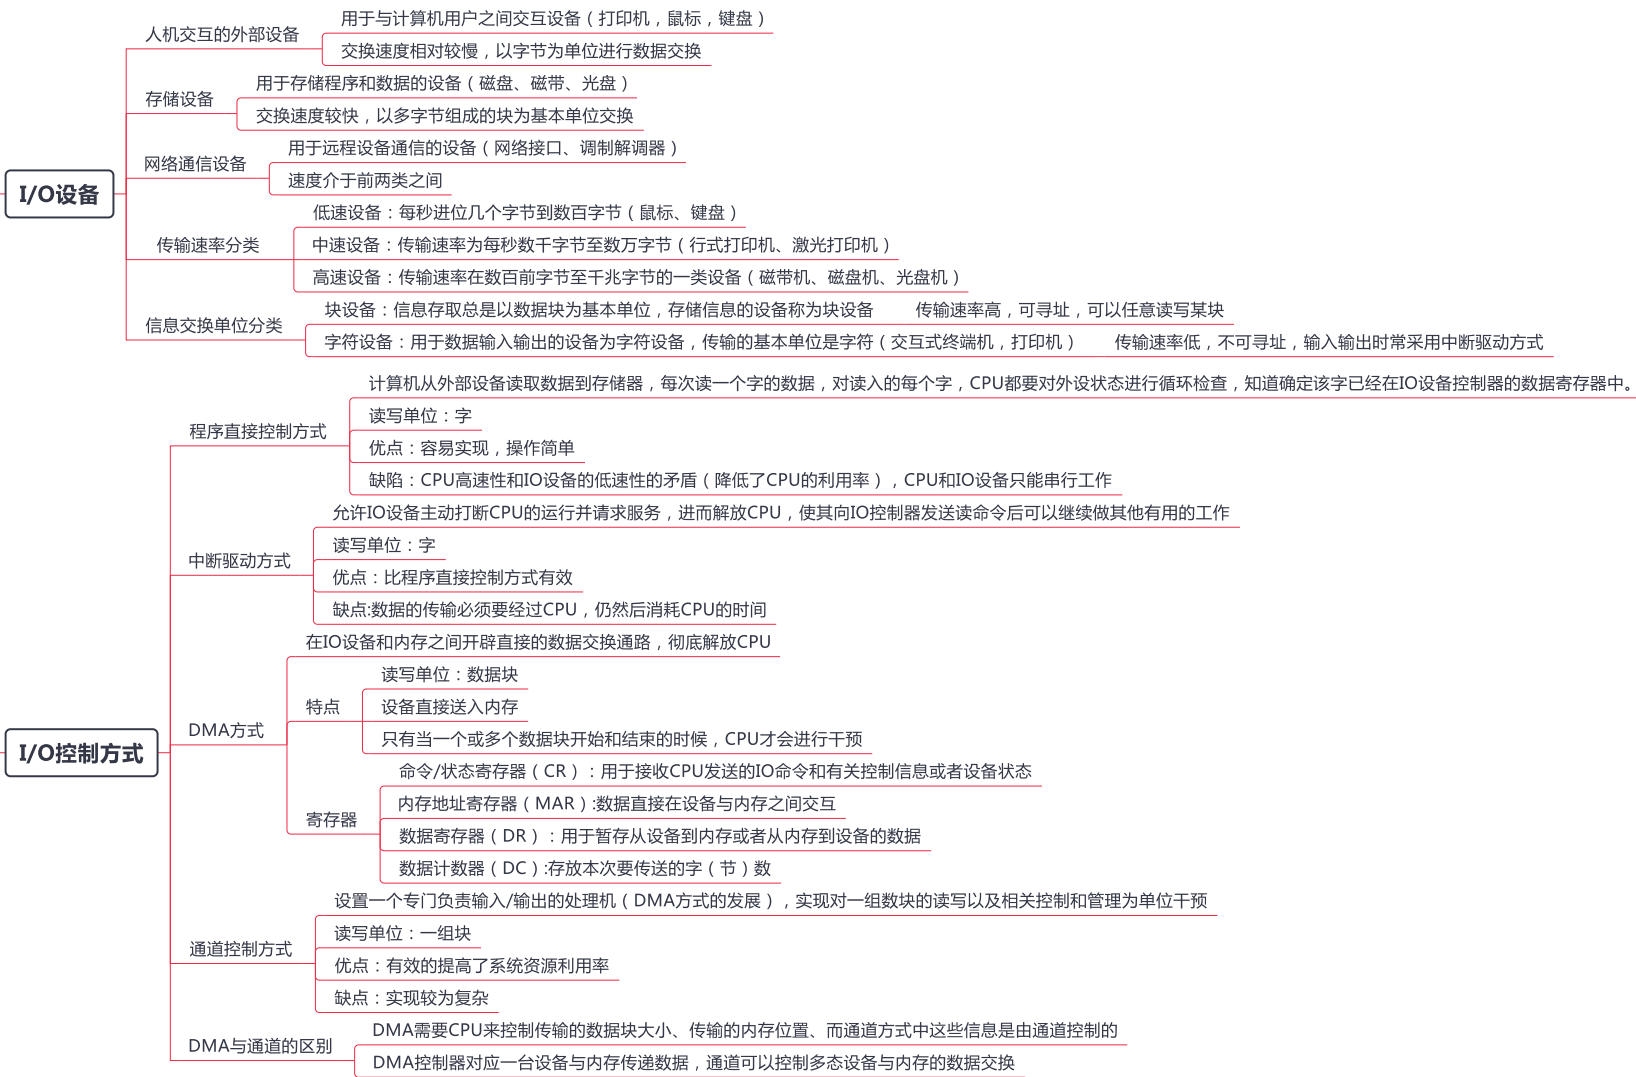 用于与计算机用户之间交互设备（打印机，鼠标，键盘）
人机交互的外部设备
交换速度相对较慢，以字节为单位进行数据交换
用于存储程序和数据的设备（磁盘、磁带、光盘）
存储设备
交换速度较快，以多字节组成的块为基本单位交换
用于远程设备通信的设备（网络接口、调制解调器）
网络通信设备
速度介于前两类之间
I/O设备
低速设备：每秒进位几个字节到数百字节（鼠标、键盘）
传输速率分类
中速设备：传输速率为每秒数千字节至数万字节（行式打印机、激光打印机）
高速设备：传输速率在数百前字节至千兆字节的一类设备（磁带机、磁盘机、光盘机）
块设备：信息存取总是以数据块为基本单位，存储信息的设备称为块设备 传输速率高，可寻址，可以任意读写某块
信息交换单位分类
字符设备：用于数据输入输出的设备为字符设备，传输的基本单位是字符（交互式终端机，打印机） 传输速率低，不可寻址，输入输出时常采用中断驱动方式
计算机从外部设备读取数据到存储器，每次读一个字的数据，对读入的每个字，CPU都要对外设状态进行循环检查，知道确定该字已经在IO设备控制器的数据寄存器中。
读写单位：字
程序直接控制方式
优点：容易实现，操作简单
缺陷：CPU高速性和IO设备的低速性的矛盾（降低了CPU的利用率），CPU和IO设备只能串行工作
允许IO设备主动打断CPU的运行并请求服务，进而解放CPU，使其向IO控制器发送读命令后可以继续做其他有用的工作
读写单位：字
中断驱动方式
优点：比程序直接控制方式有效
缺点:数据的传输必须要经过CPU，仍然后消耗CPU的时间
在IO设备和内存之间开辟直接的数据交换通路，彻底解放CPU
读写单位：数据块
特点
设备直接送入内存
只有当一个或多个数据块开始和结束的时候，CPU才会进行干预
DMA方式
I/O控制方式
命令/状态寄存器（CR）：用于接收CPU发送的IO命令和有关控制信息或者设备状态
内存地址寄存器（MAR）:数据直接在设备与内存之间交互
寄存器
数据寄存器（DR）：用于暂存从设备到内存或者从内存到设备的数据
数据计数器（DC）:存放本次要传送的字（节）数
设置一个专门负责输入/输出的处理机（DMA方式的发展），实现对一组数块的读写以及相关控制和管理为单位干预
读写单位：一组块
通道控制方式
优点：有效的提高了系统资源利用率
缺点：实现较为复杂
DMA需要CPU来控制传输的数据块大小、传输的内存位置、而通道方式中这些信息是由通道控制的
DMA与通道的区别
DMA控制器对应一台设备与内存传递数据，通道可以控制多态设备与内存的数据交换